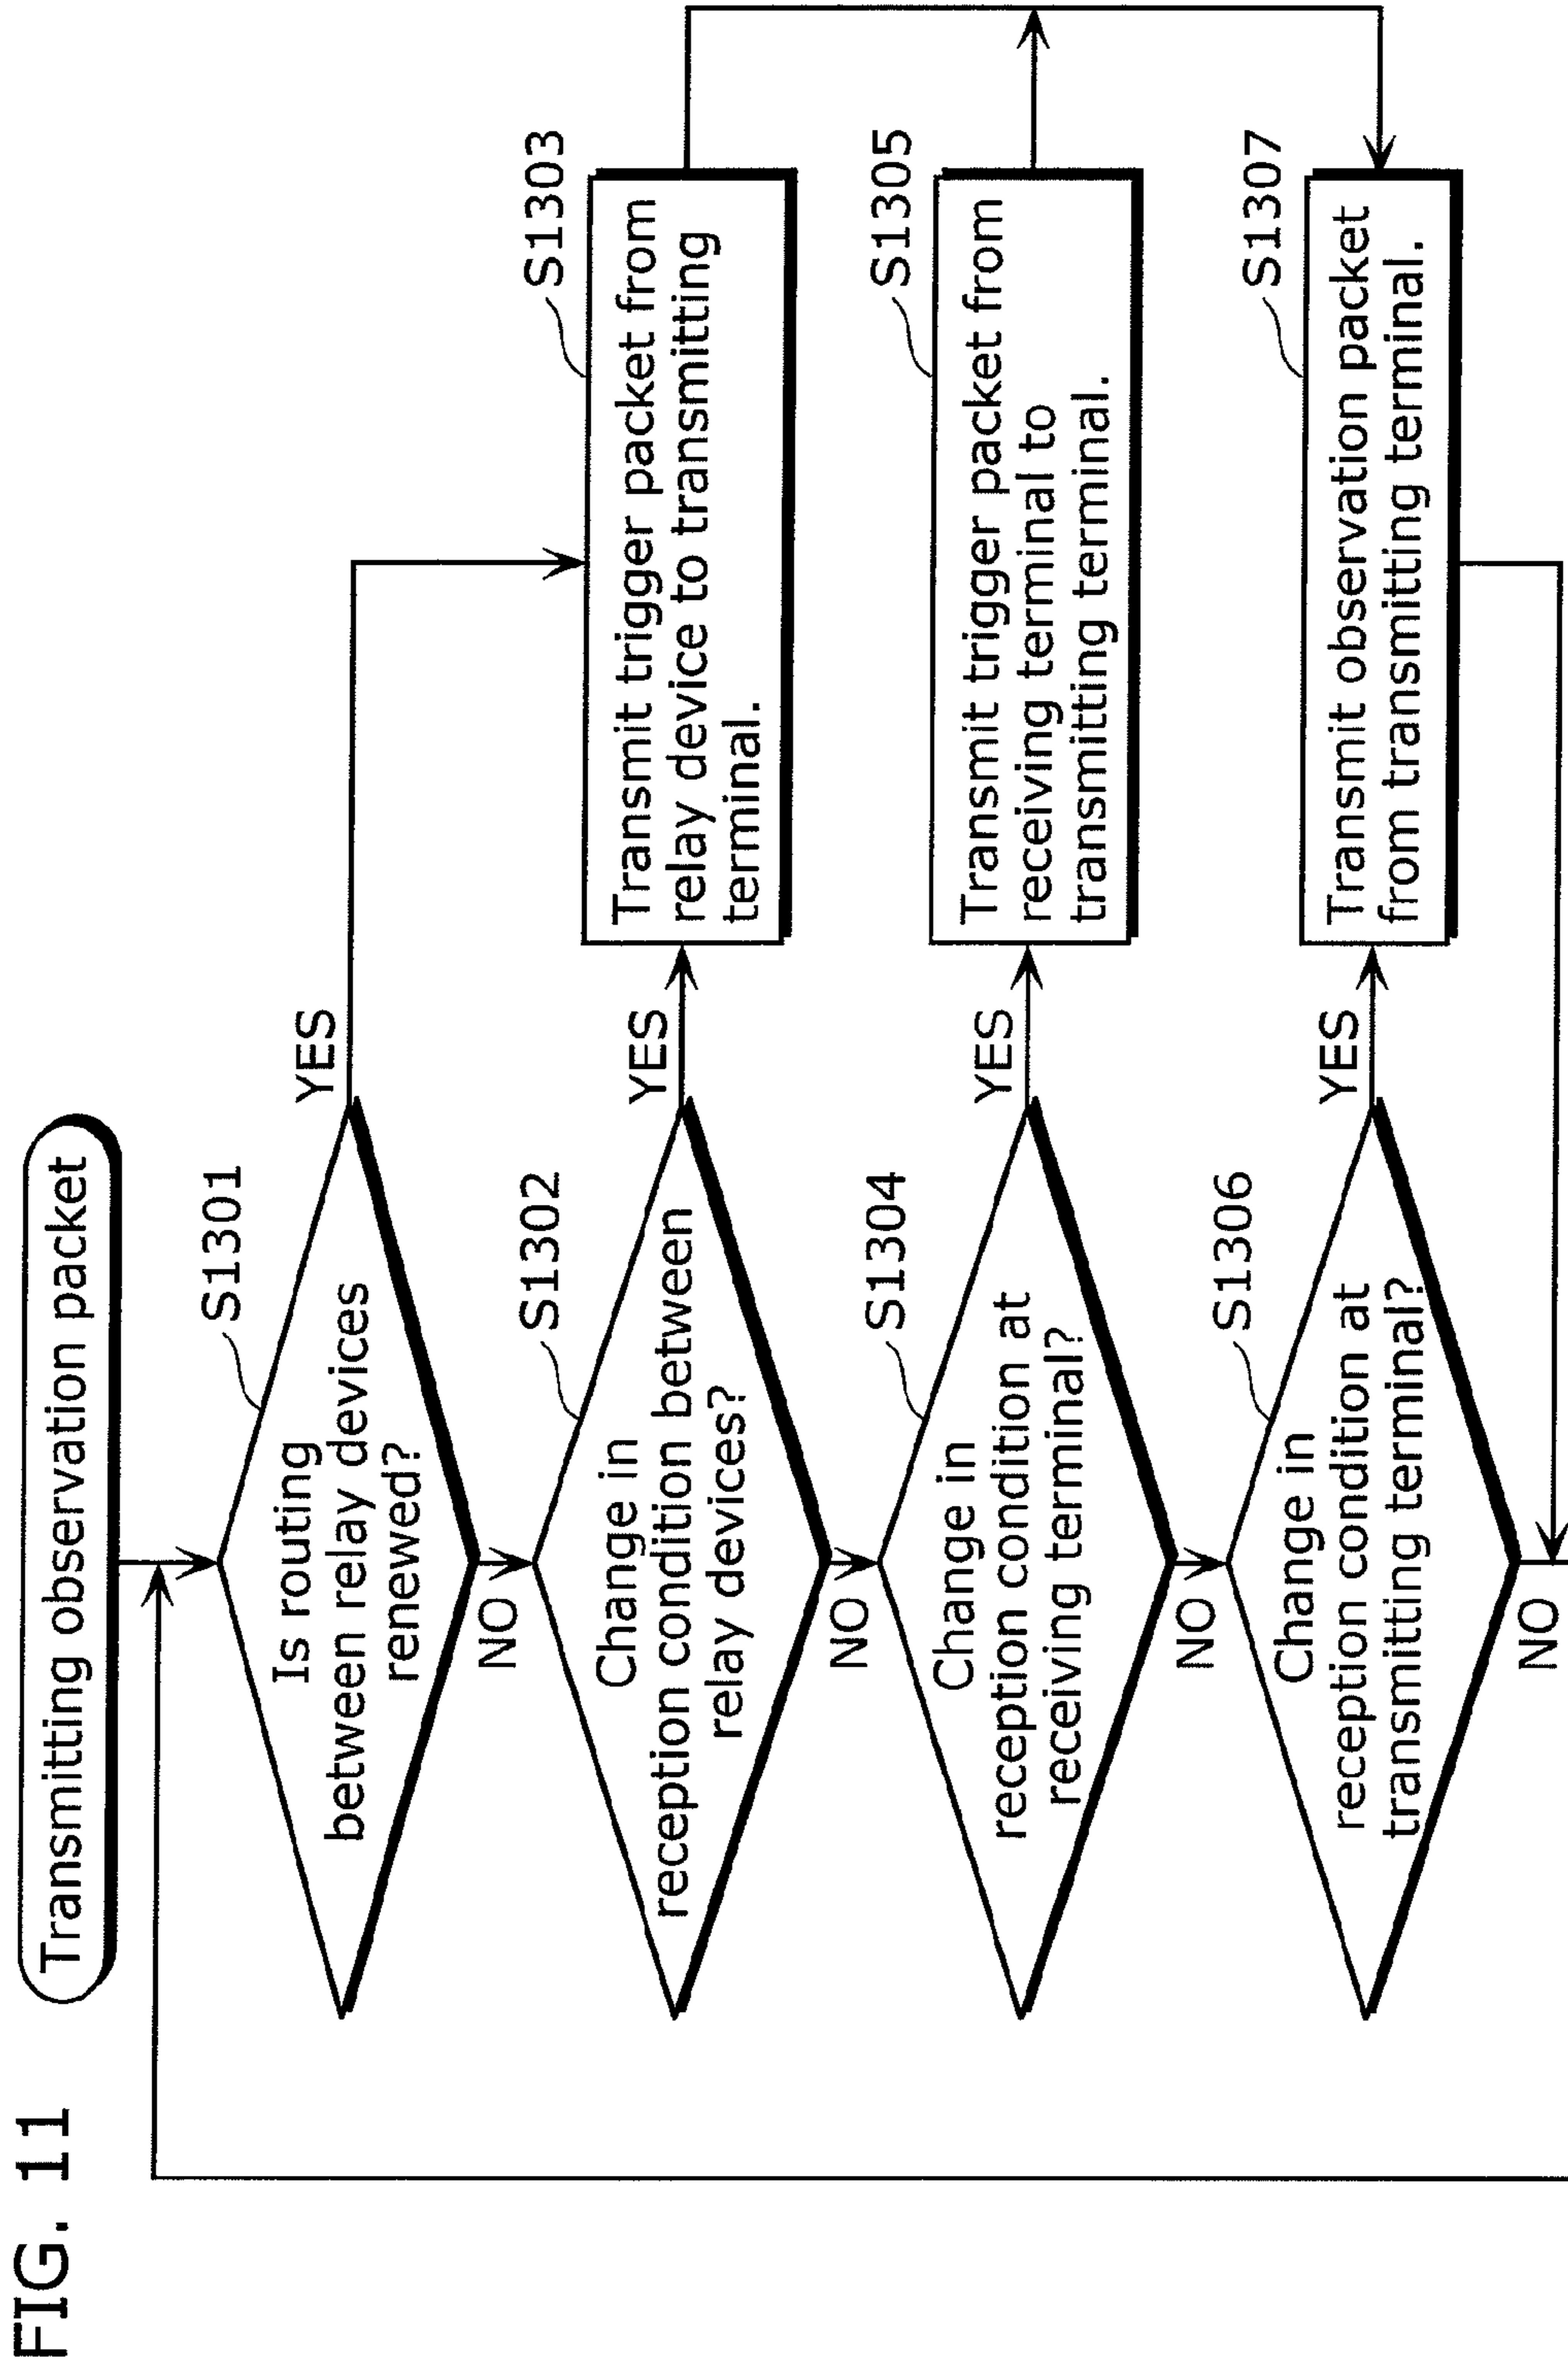 FIG. 11
Transmitting observation packet
S1301
Is routing
between relay devices
renewed?
YES
NO
S1302
Change in
reception condition between
relay devices?
YES
NO
S1303
Transmit trigger packet from
relay device to transmitting
terminal.
S1304
Change in
reception condition at
receiving terminal?
YES
NO
S1305
Transmit trigger packet from
receiving terminal to
transmitting terminal.
S1306
Change in
reception condition at
transmitting terminal?
YES
NO
S1307
Transmit observation packet
from transmitting terminal.